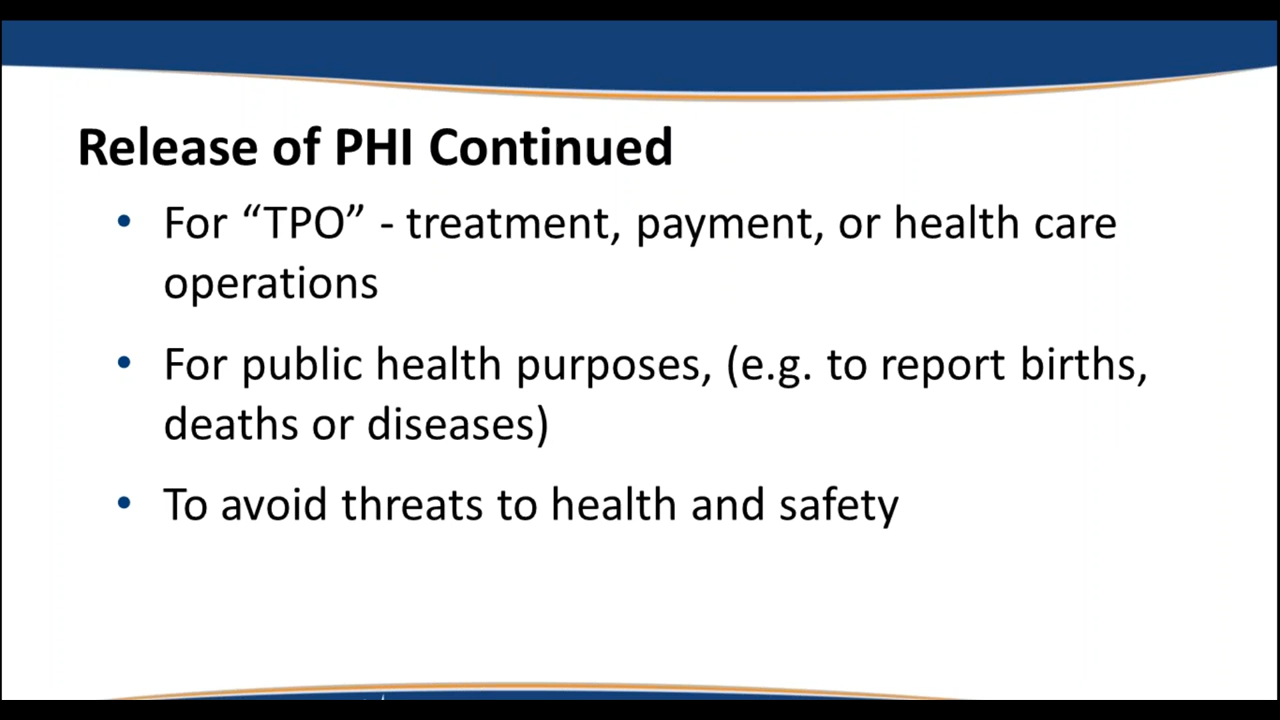 Release of PHI Continued
• For “TPO” - treatment, payment, or health care
operations
• For public health purposes, (e.g. to report births,
deaths or diseases)
• To avoid threats to health and safety